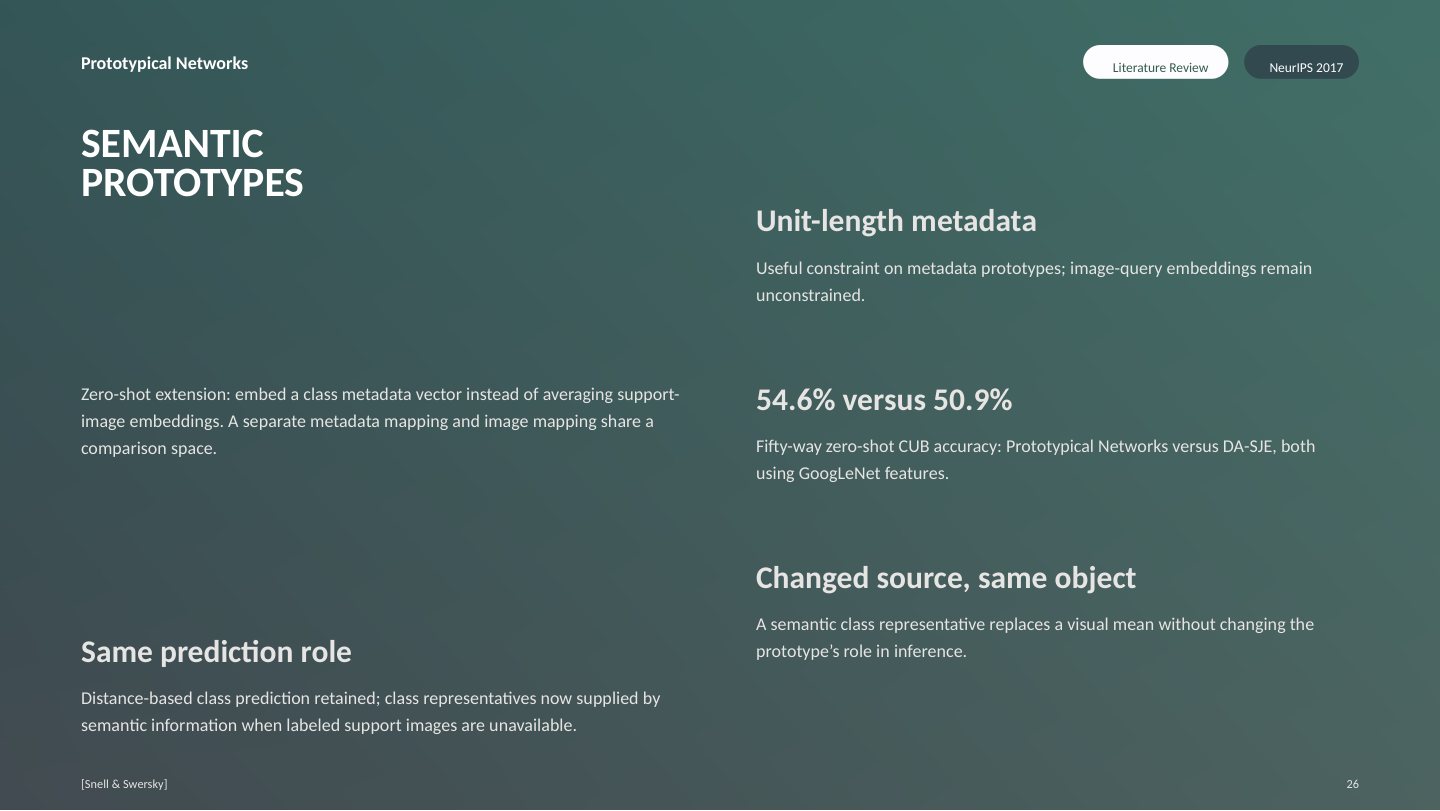 Prototypical Networks
Literature Review
NeurIPS 2017
SEMANTIC
PROTOTYPES
Zero-shot extension: embed a class metadata vector instead of averaging support-
image embeddings. A separate metadata mapping and image mapping share a
comparison space.
Same prediction role
Distance-based class prediction retained; class representatives now supplied by
semantic information when labeled support images are unavailable.
Unit-length metadata
Useful constraint on metadata prototypes; image-query embeddings remain
unconstrained.
54.6% versus 50.9%
Fifty-way zero-shot CUB accuracy: Prototypical Networks versus DA-SJE, both
using GoogLeNet features.
Changed source, same object
A semantic class representative replaces a visual mean without changing the
prototype’s role in inference.
[Snell & Swersky]
26